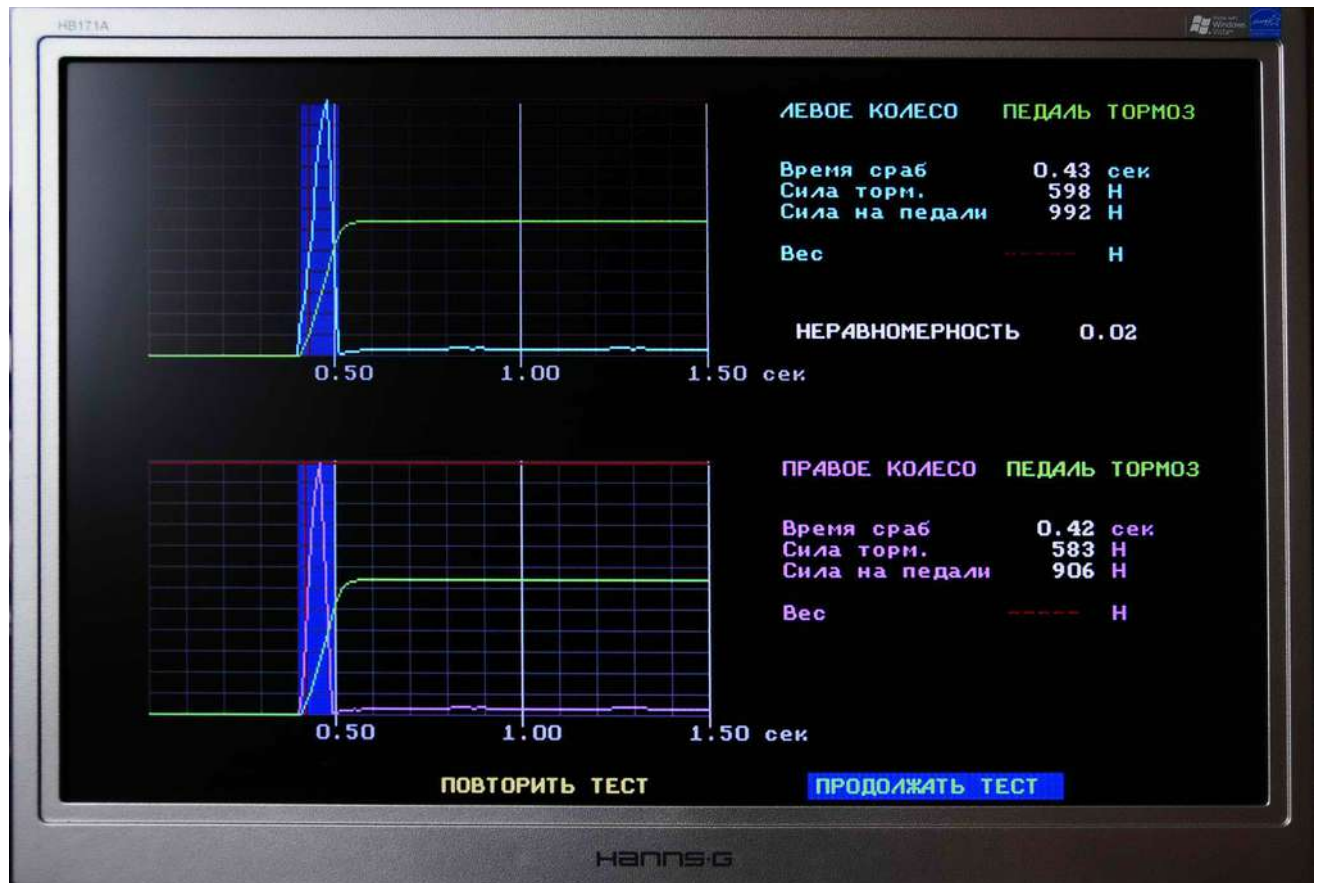 HB171A
Windows
Vista
ЛЕВОЕ КОЛЕСО ПЕДАЛЬ ТОРМОЗ
Время сраб 0.43 сек
Сила торм. 598 Н
Сила на педали 992 Н
Вес ----- Н
НЕРАВНОМЕРНОСТЬ 0.02
0.50 1.00 1.50 сек
ПРАВОЕ КОЛЕСО ПЕДАЛЬ ТОРМОЗ
Время сраб 0.42 сек
Сила торм. 583 Н
Сила на педали 906 Н
Вес ----- Н
0.50 1.00 1.50 сек
ПОВТОРИТЬ ТЕСТ ПРОДОЛЖАТЬ ТЕСТ
Hanns·G